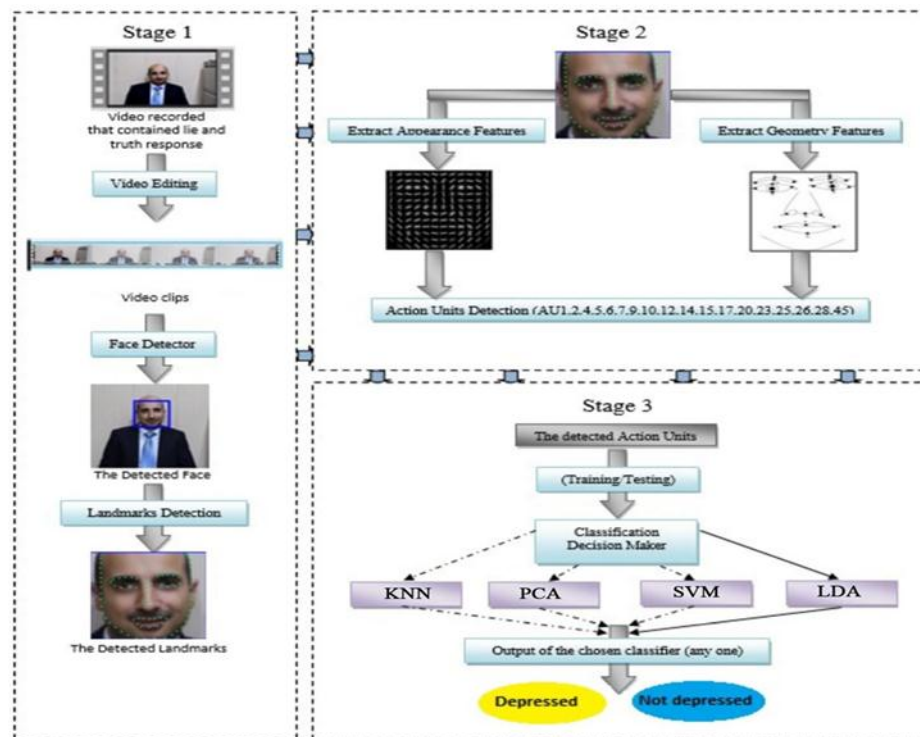 Stage 1
Video recorded
that contained lie and
truth response
Video Editing
Video clips
Face Detector
The Detected Face
Landmarks Detection
The Detected Landmarks
Stage 2
Extract Appearance Features
Extract Geometry Features
Action Units Detection (AU1,2,4,5,6,7,9,10,12,14,15,17,20,23,25,26,28,45)
Stage 3
The detected Action Units
(Training/Testing)
Classification
Decision Maker
KNN
PCA
SVM
LDA
Output of the chosen classifier (any one)
Depressed
Not depressed